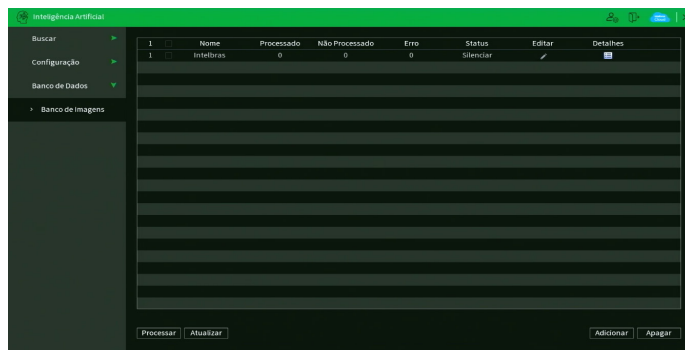 Inteligência Artificial
Buscar
Configuração
Banco de Dados
Banco de Imagens
1 Nome Processado Não Processado Erro Status Editar Detalhes
1 Intelbras 0 0 0 Silenciar
Processar Atualizar Adicionar Apagar